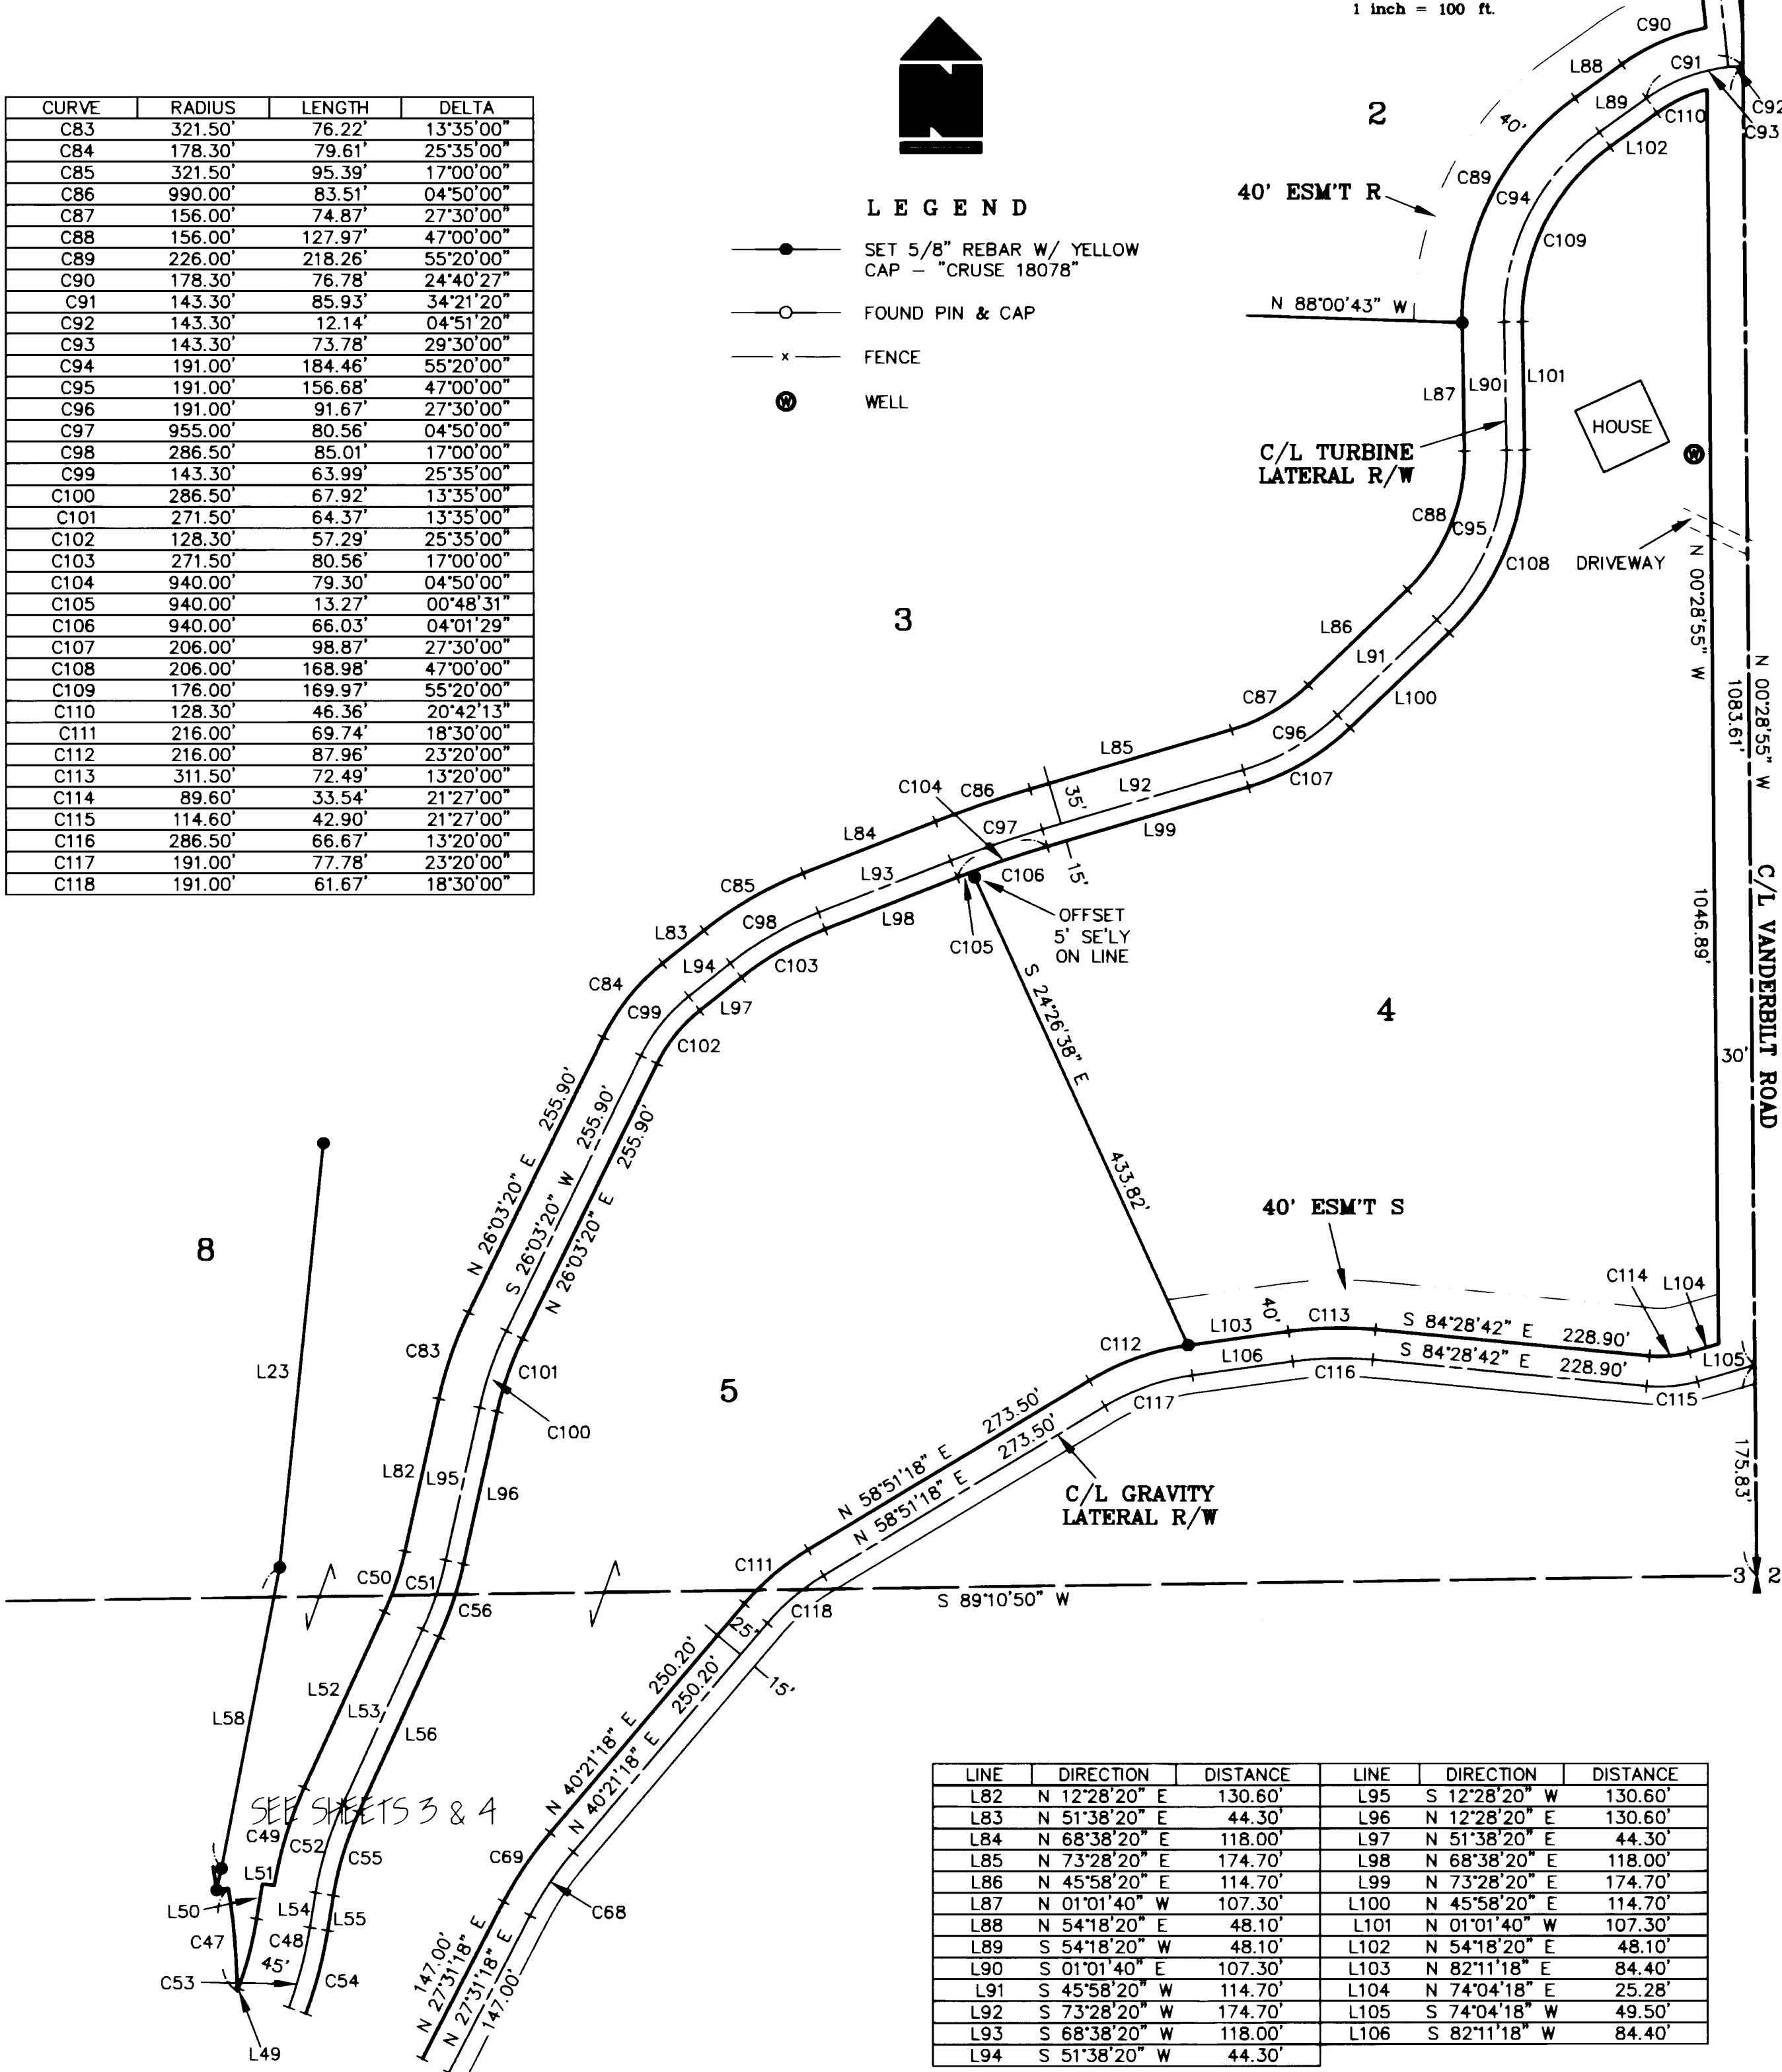 1 inch = 100 ft.
CURVE RADIUS LENGTH DELTA
C83 321.50' 76.22' 13°35'00"
C84 178.30' 79.61' 25°35'00"
C85 321.50' 95.39' 17°00'00"
C86 990.00' 83.51' 04°50'00"
C87 156.00' 74.87' 27°30'00"
C88 156.00' 127.97' 47°00'00"
C89 226.00' 218.26' 55°20'00"
C90 178.30' 76.78' 24°40'27"
C91 143.30' 85.93' 34°21'20"
C92 143.30' 12.14' 04°51'20"
C93 143.30' 73.78' 29°30'00"
C94 191.00' 184.46' 55°20'00"
C95 191.00' 156.68' 47°00'00"
C96 191.00' 91.67' 27°30'00"
C97 955.00' 80.56' 04°50'00"
C98 286.50' 85.01' 17°00'00"
C99 143.30' 63.99' 25°35'00"
C100 286.50' 67.92' 13°35'00"
C101 271.50' 64.37' 13°35'00"
C102 128.30' 57.29' 25°35'00"
C103 271.50' 80.56' 17°00'00"
C104 940.00' 79.30' 04°50'00"
C105 940.00' 13.27' 00°48'31"
C106 940.00' 66.03' 04°01'29"
C107 206.00' 98.87' 27°30'00"
C108 206.00' 168.98' 47°00'00"
C109 176.00' 169.97' 55°20'00"
C110 128.30' 46.36' 20°42'13"
C111 216.00' 69.74' 18°30'00"
C112 216.00' 87.96' 23°20'00"
C113 311.50' 72.49' 13°20'00"
C114 89.60' 33.54' 21°27'00"
C115 114.60' 42.90' 21°27'00"
C116 286.50' 66.67' 13°20'00"
C117 191.00' 77.78' 23°20'00"
C118 191.00' 61.67' 18°30'00"
N
LEGEND
SET 5/8" REBAR W/ YELLOW
CAP – "CRUSE 18078"
FOUND PIN & CAP
x FENCE
W WELL
C90
L88
C91
L89
C92
C110
C93
2
40'
L102
C89
40' ESM'T R
C94
C109
N 88°00'43" W
L87
L90
L101
HOUSE
W
C/L TURBINE
LATERAL R/W
C88
C95
C108
DRIVEWAY
N 00°28'55" W
1046.89'
N 00°28'55" W
1083.61'
C/L VANDERBILT ROAD
30'
3
L86
L91
L100
C87
C96
L85
C107
C104
C86
35'
L92
L84
C97
L99
C85
L93
C106
15'
L98
C105
OFFSET
5' SE'LY
ON LINE
C98
L83
L94
C103
C84
C99
L97
C102
S 24°26'38" E
433.82'
4
N 26°03'20" E 255.90'
S 26°03'20" W 255.90'
N 26°03'20" E 255.90'
8
40' ESM'T S
C114
L104
40'
C113
L103
S 84°28'42" E 228.90'
C112
L106
S 84°28'42" E 228.90'
L105
C116
C115
C117
C83
C101
L23
5
C100
175.83'
N 58°51'18" E 273.50'
N 58°51'18" E 273.50'
L82
L95
L96
C/L GRAVITY
LATERAL R/W
C111
C50
C51
C56
C118
S 89°10'50" W
3 2
25'
15'
L52
L53
L56
L58
N 40°21'18" E 250.20'
N 40°21'18" E 250.20'
SEE SHEETS 3 & 4
C49
C52
C55
C69
L51
L50
L54
L55
C68
C47
C48
45'
C53
C54
L49
147.00'
N 27°31'18" E
N 27°31'18" E
147.00'
LINE DIRECTION DISTANCE LINE DIRECTION DISTANCE
L82 N 12°28'20" E 130.60' L95 S 12°28'20" W 130.60'
L83 N 51°38'20" E 44.30' L96 N 12°28'20" E 130.60'
L84 N 68°38'20" E 118.00' L97 N 51°38'20" E 44.30'
L85 N 73°28'20" E 174.70' L98 N 68°38'20" E 118.00'
L86 N 45°58'20" E 114.70' L99 N 73°28'20" E 174.70'
L87 N 01°01'40" W 107.30' L100 N 45°58'20" E 114.70'
L88 N 54°18'20" E 48.10' L101 N 01°01'40" W 107.30'
L89 S 54°18'20" W 48.10' L102 N 54°18'20" E 48.10'
L90 S 01°01'40" E 107.30' L103 N 82°11'18" E 84.40'
L91 S 45°58'20" W 114.70' L104 N 74°04'18" E 25.28'
L92 S 73°28'20" W 174.70' L105 S 74°04'18" W 49.50'
L93 S 68°38'20" W 118.00' L106 S 82°11'18" W 84.40'
L94 S 51°38'20" W 44.30'